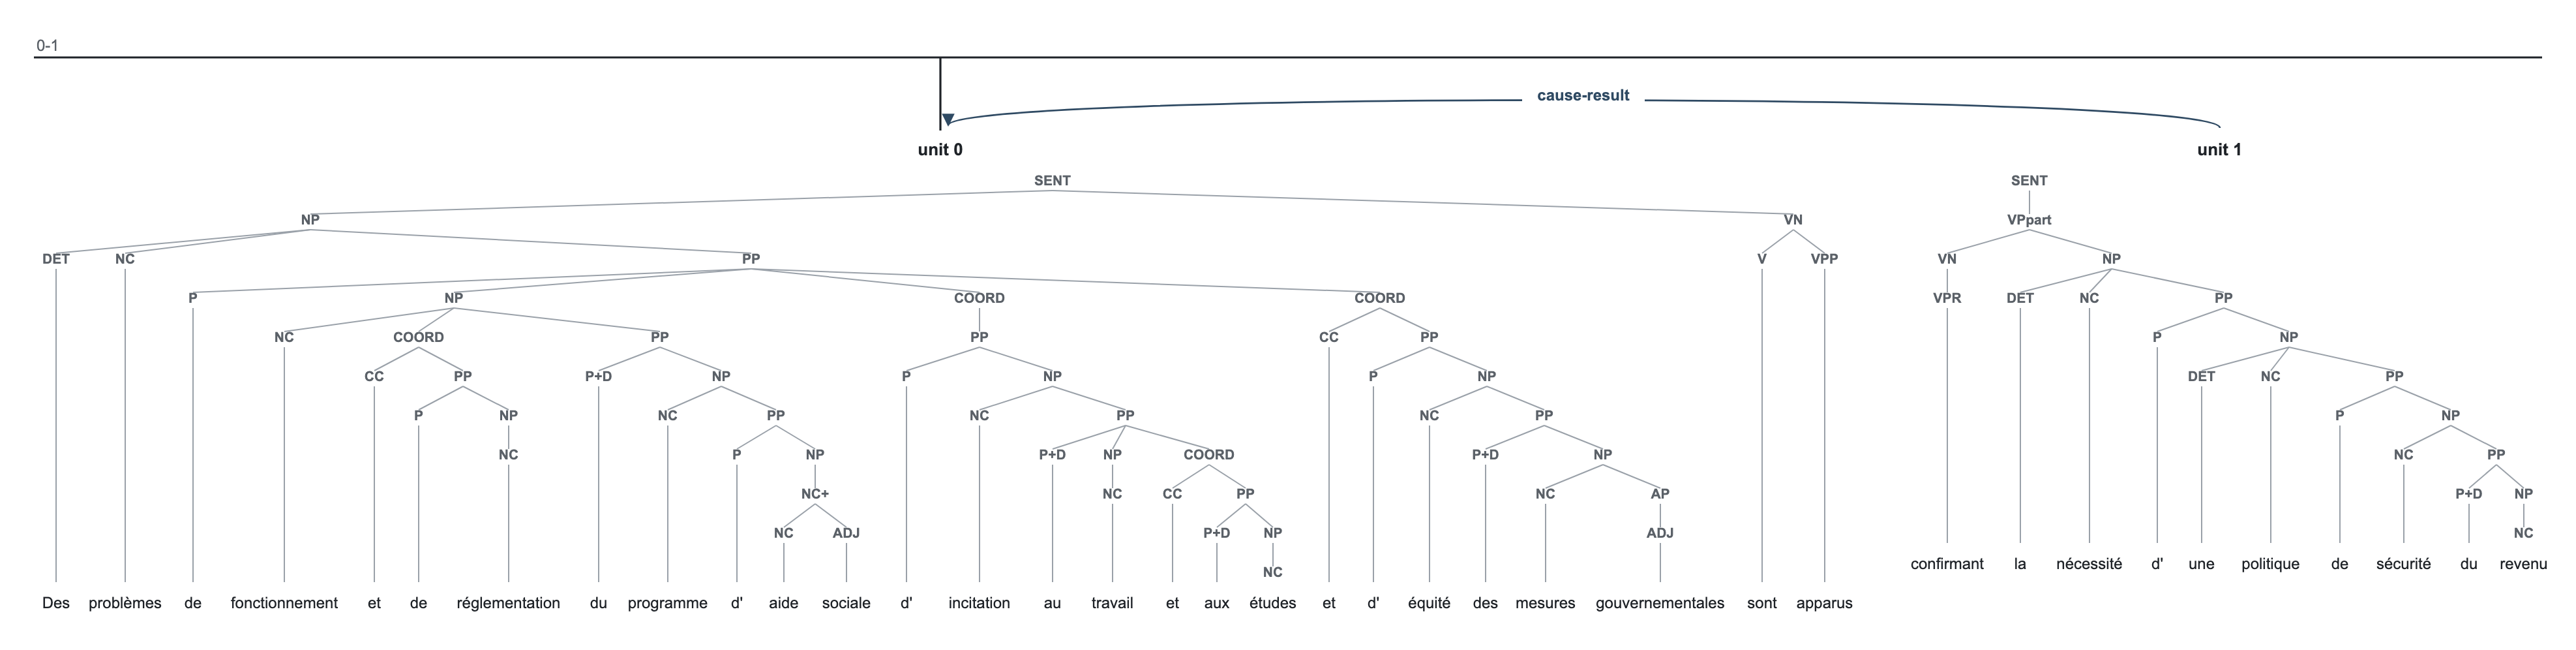 0-1
cause-result
unit 0 unit 1
SENT SENT
NP VN VPpart
DET NC PP V VPP VN NP
P NP COORD COORD VPR DET NC PP
NC COORD PP PP CC PP P NP
CC PP P+D NP P NP P NP DET NC PP
P NP NC PP NC PP NC PP P NP
NC P NP P+D NP COORD P+D NP NC PP
NC+ NC CC PP NC AP P+D NP
NC ADJ P+D NP ADJ NC
NC confirmant la nécessité d' une politique de sécurité du revenu
Des problèmes de fonctionnement et de réglementation du programme d' aide sociale d' incitation au travail et aux études et d' équité des mesures gouvernementales sont apparus